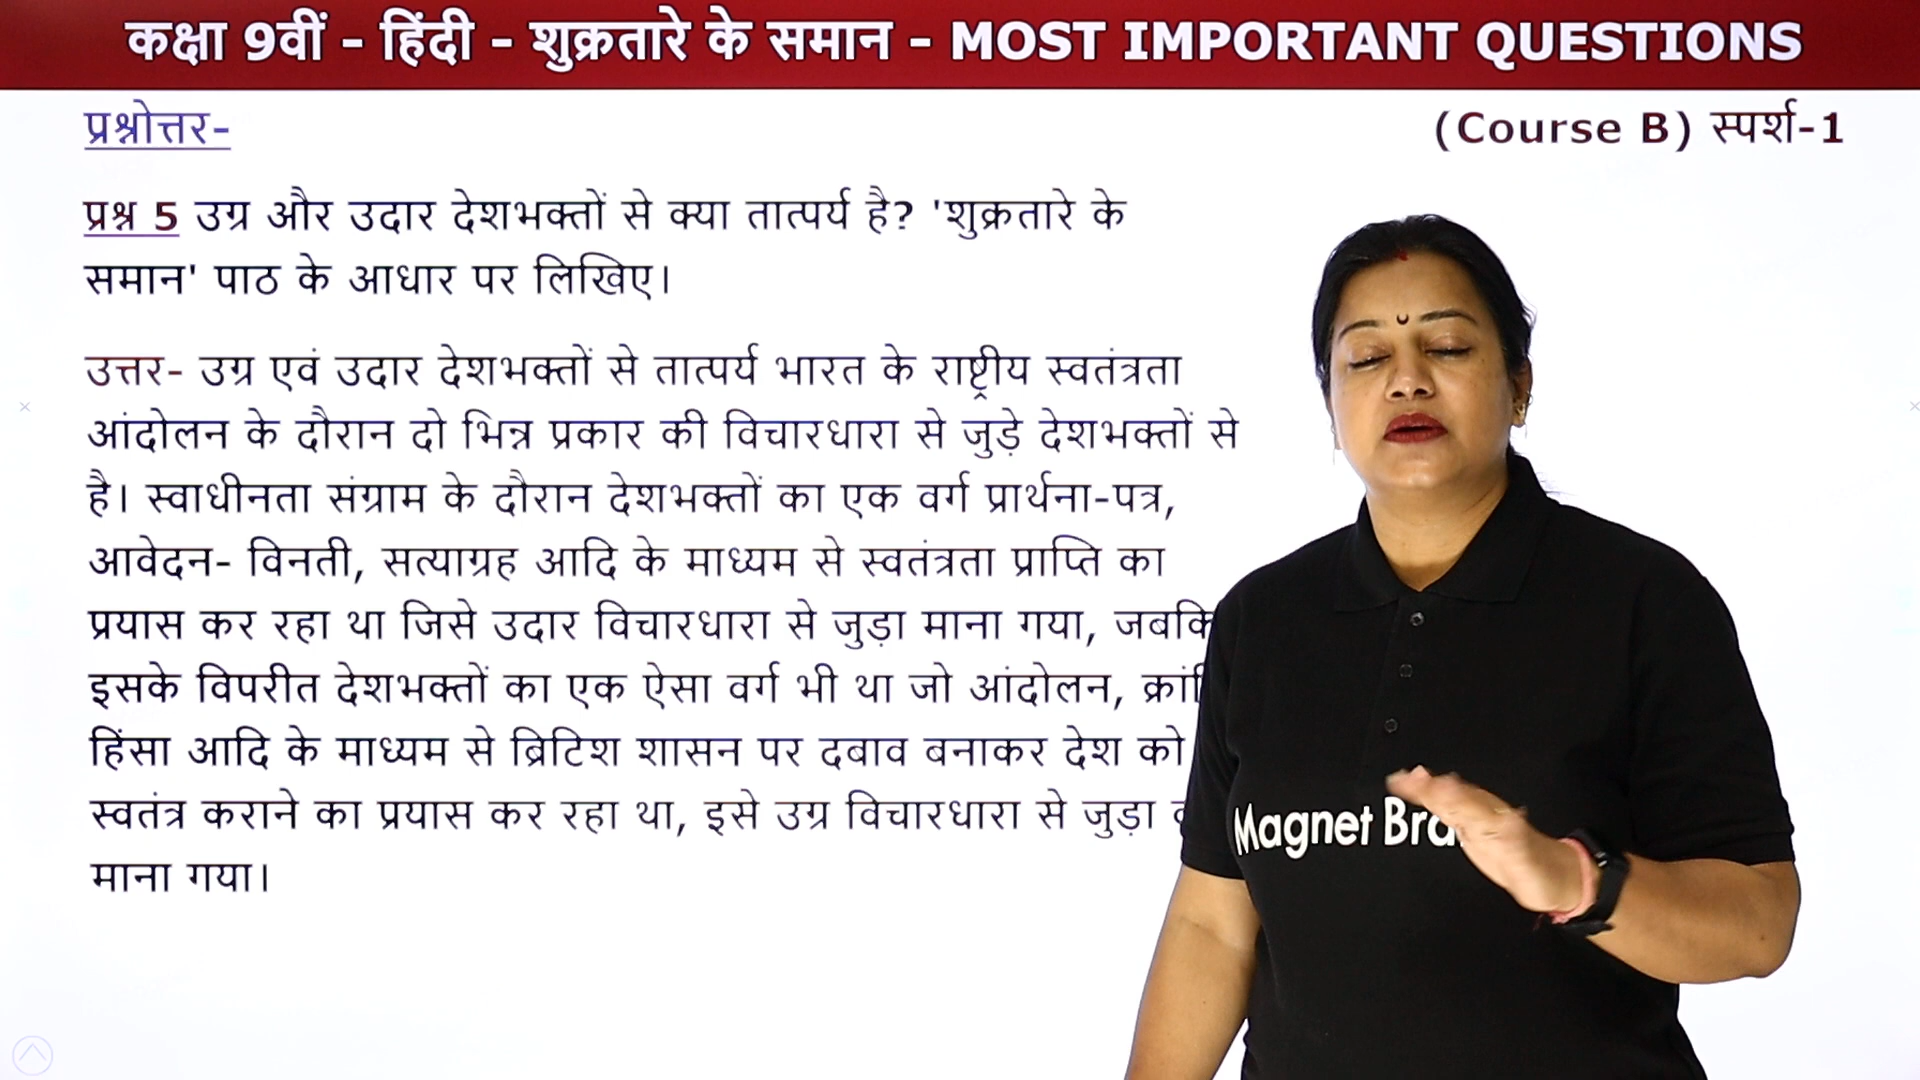 कक्षा 9वीं - हिंदी - शुक्रतारे के समान - MOST IMPORTANT QUESTIONS
प्रश्नोत्तर-
(Course B) स्पर्श-1
प्रश्न 5 उग्र और उदार देशभक्तों से क्या तात्पर्य है? 'शुक्रतारे के
समान' पाठ के आधार पर लिखिए।
उत्तर- उग्र एवं उदार देशभक्तों से तात्पर्य भारत के राष्ट्रीय स्वतंत्रता
आंदोलन के दौरान दो भिन्न प्रकार की विचारधारा से जुड़े देशभक्तों से
है। स्वाधीनता संग्राम के दौरान देशभक्तों का एक वर्ग प्रार्थना-पत्र,
आवेदन- विनती, सत्याग्रह आदि के माध्यम से स्वतंत्रता प्राप्ति का
प्रयास कर रहा था जिसे उदार विचारधारा से जुड़ा माना गया, जबकि
इसके विपरीत देशभक्तों का एक ऐसा वर्ग भी था जो आंदोलन,
हिंसा आदि के माध्यम से ब्रिटिश शासन पर दबाव बनाकर देश को
स्वतंत्र कराने का प्रयास कर रहा था, इसे उग्र विचारधारा से जुड़ा
माना गया।
Magnet